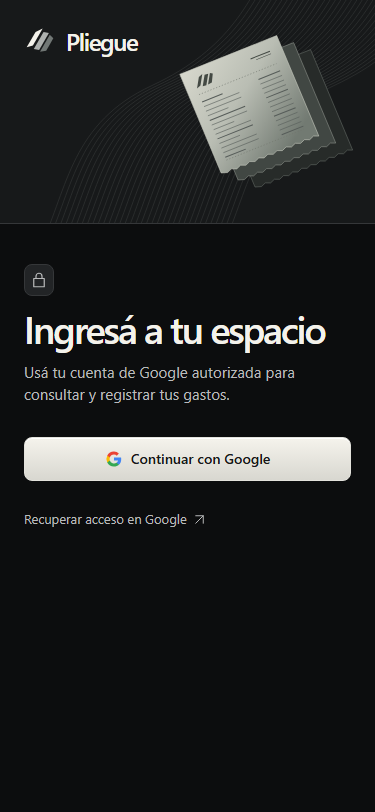 Pliegue
Ingresá a tu espacio
Usá tu cuenta de Google autorizada para
consultar y registrar tus gastos.
Continuar con Google
Recuperar acceso en Google